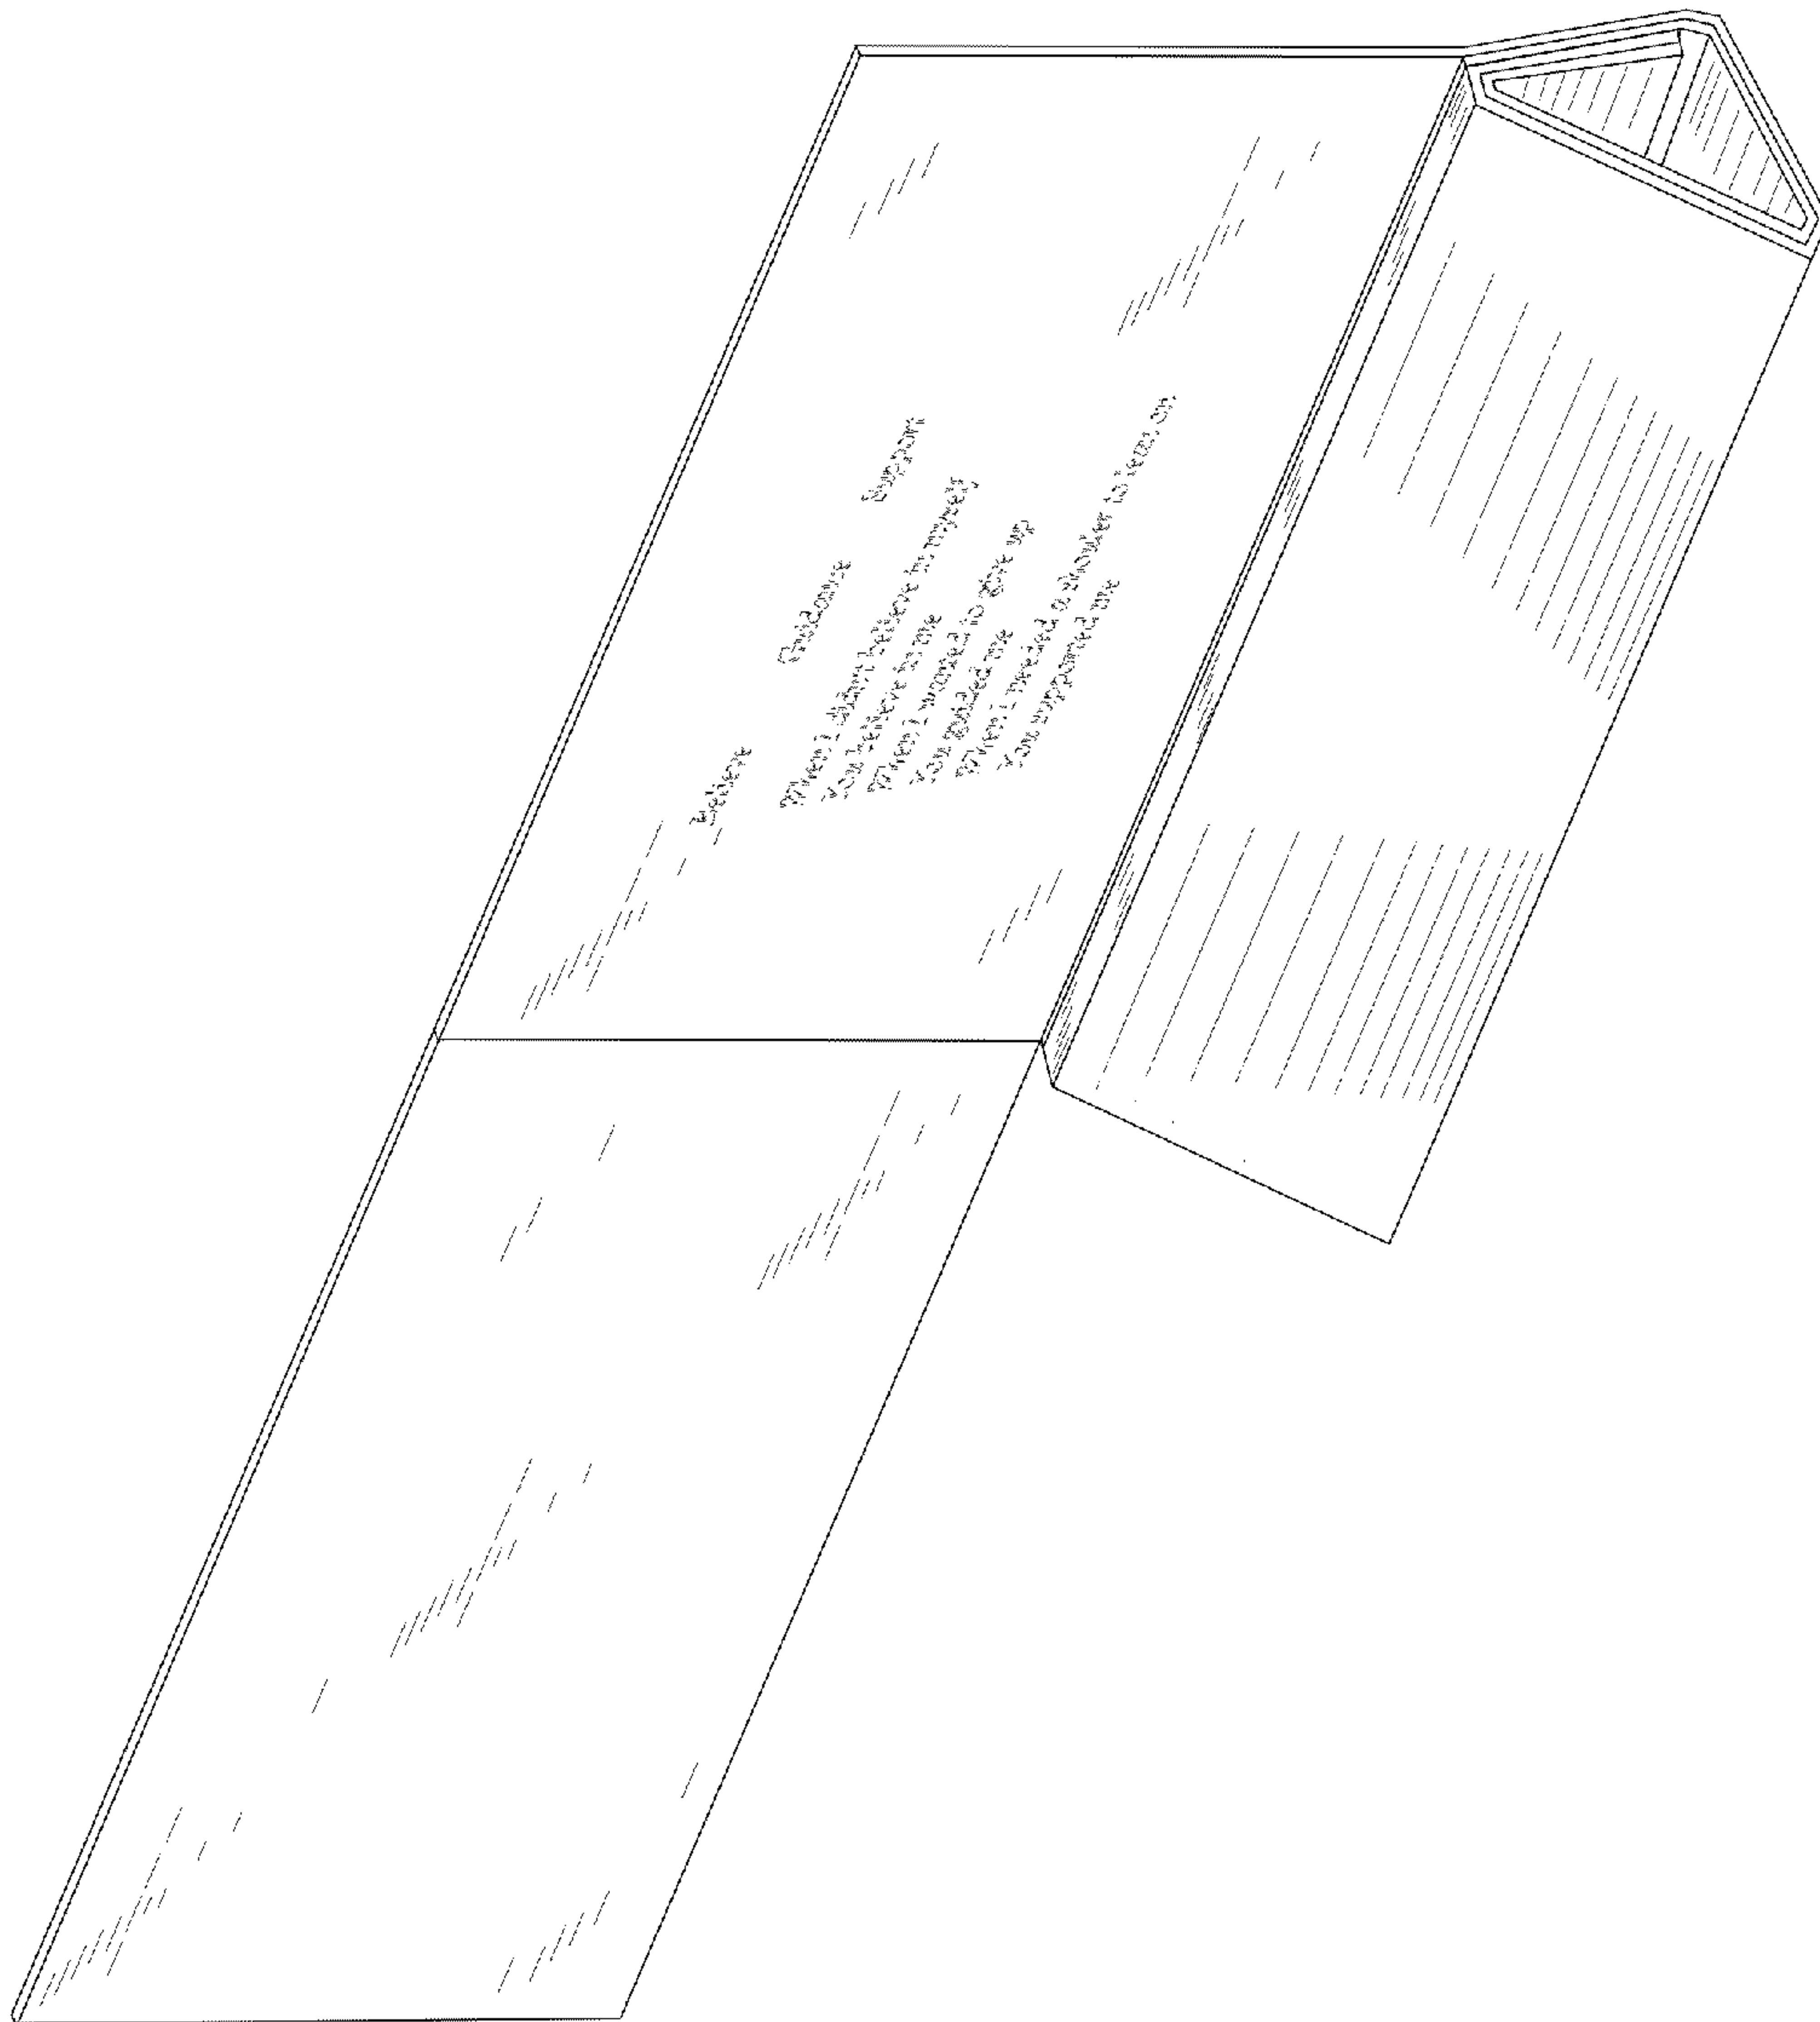 Believe Guidance Support
When I didn't believe in myself
You believe in me
When I wanted to give up
You guided me
When I needed a shoulder to lean on,
You supported me